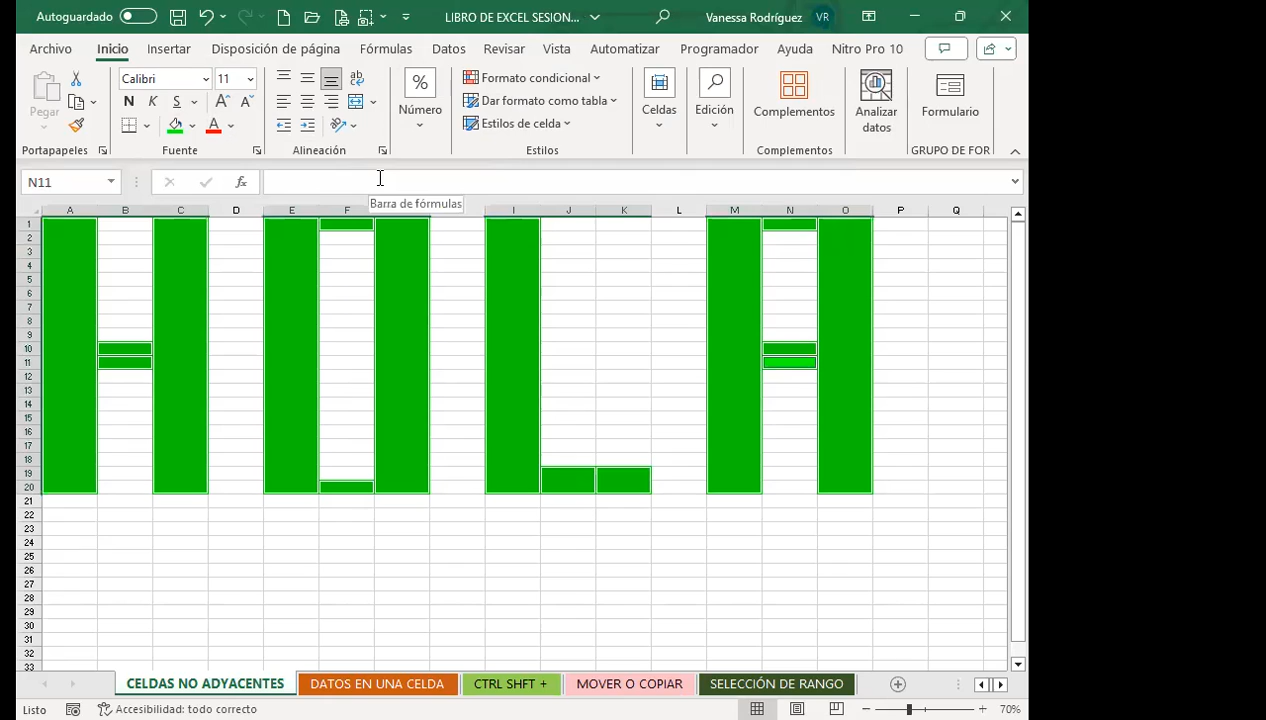 Autoguardado LIBRO DE EXCEL SESION... Vanessa Rodríguez VR
Archivo Inicio Insertar Disposición de página Fórmulas Datos Revisar Vista Automatizar Programador Ayuda Nitro Pro 10
Pegar Calibri 11 ab c % Número Formato condicional Celdas Edición Complementos Analizar datos Formulario
N K S A A Dar formato como tabla
A Estilos de celda
Portapapeles Fuente Alineación Estilos Complementos GRUPO DE FOR
N11 fx
Barra de fórmulas
A B C D E F I J K L M N O P Q
1
2
3
4
5
6
7
8
9
10
11
12
13
14
15
16
17
18
19
20
21
22
23
24
25
26
27
28
29
30
31
32
33
HOLA
CELDAS NO ADYACENTES DATOS EN UNA CELDA CTRL SHFT + MOVER O COPIAR SELECCIÓN DE RANGO
Listo Accesibilidad: todo correcto 70%